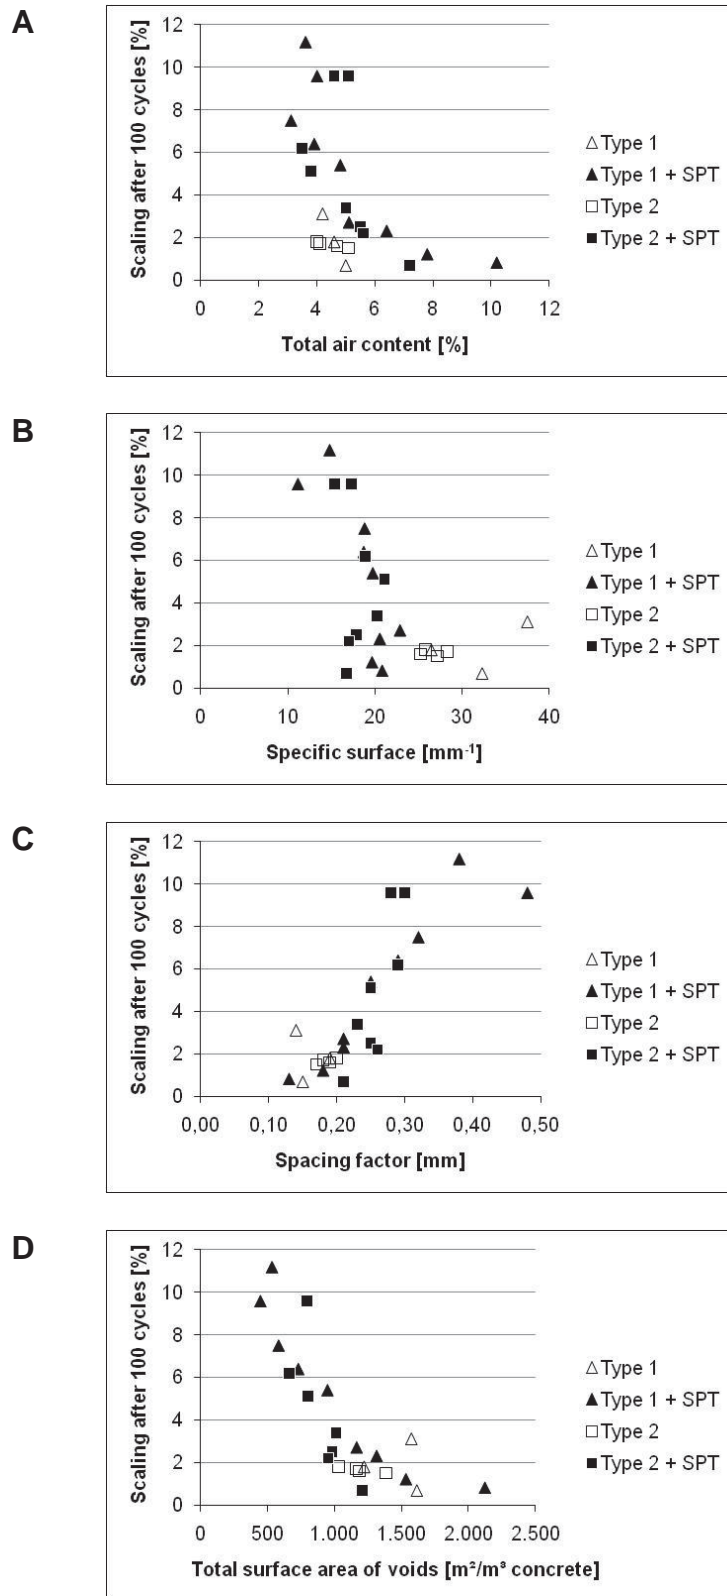 A
Scaling after 100 cycles [%]
12
10
8
6
4
2
0
0 2 4 6 8 10 12
Total air content [%]
Type 1
Type 1 + SPT
Type 2
Type 2 + SPT
B
Scaling after 100 cycles [%]
12
10
8
6
4
2
0
0 10 20 30 40
Specific surface [mm⁻¹]
Type 1
Type 1 + SPT
Type 2
Type 2 + SPT
C
Scaling after 100 cycles [%]
12
10
8
6
4
2
0
0,00 0,10 0,20 0,30 0,40 0,50
Spacing factor [mm]
Type 1
Type 1 + SPT
Type 2
Type 2 + SPT
D
Scaling after 100 cycles [%]
12
10
8
6
4
2
0
0 500 1.000 1.500 2.000 2.500
Total surface area of voids [m²/m³ concrete]
Type 1
Type 1 + SPT
Type 2
Type 2 + SPT